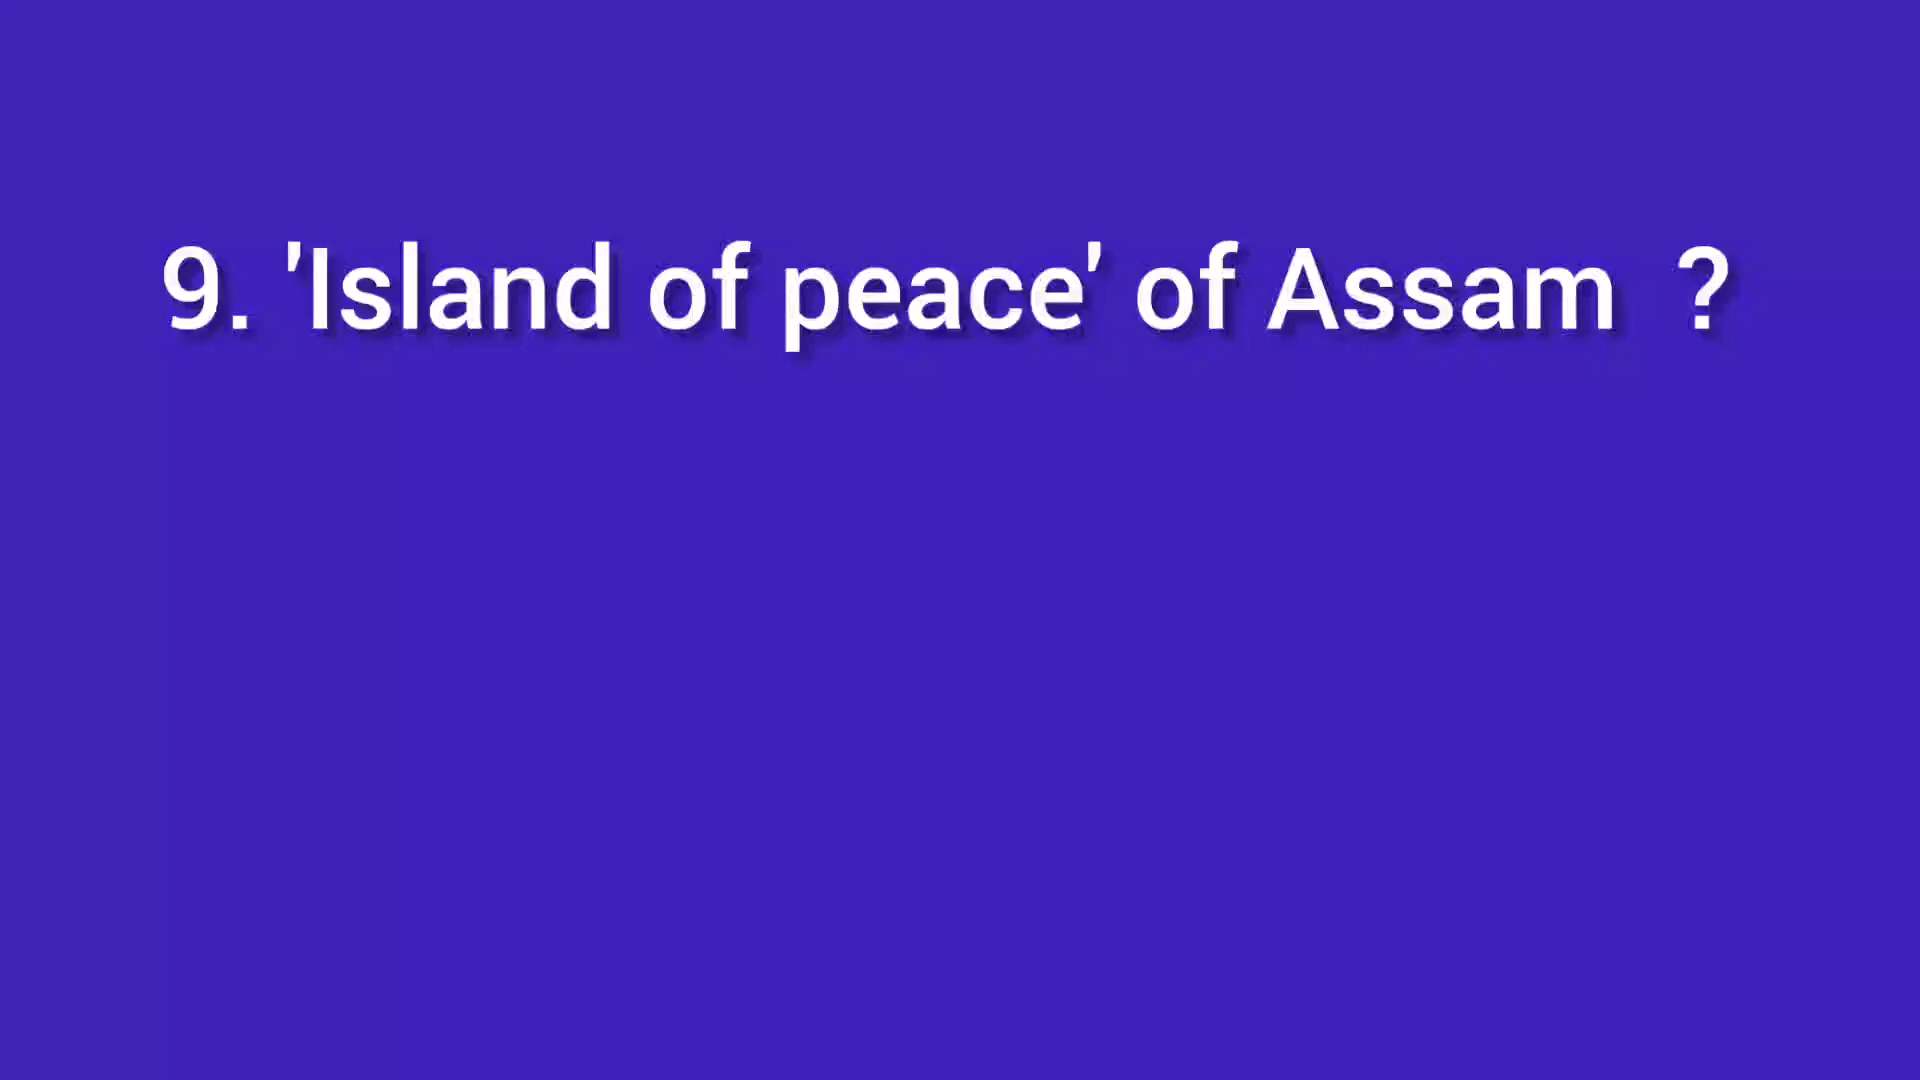 9. 'Island of peace' of Assam ?